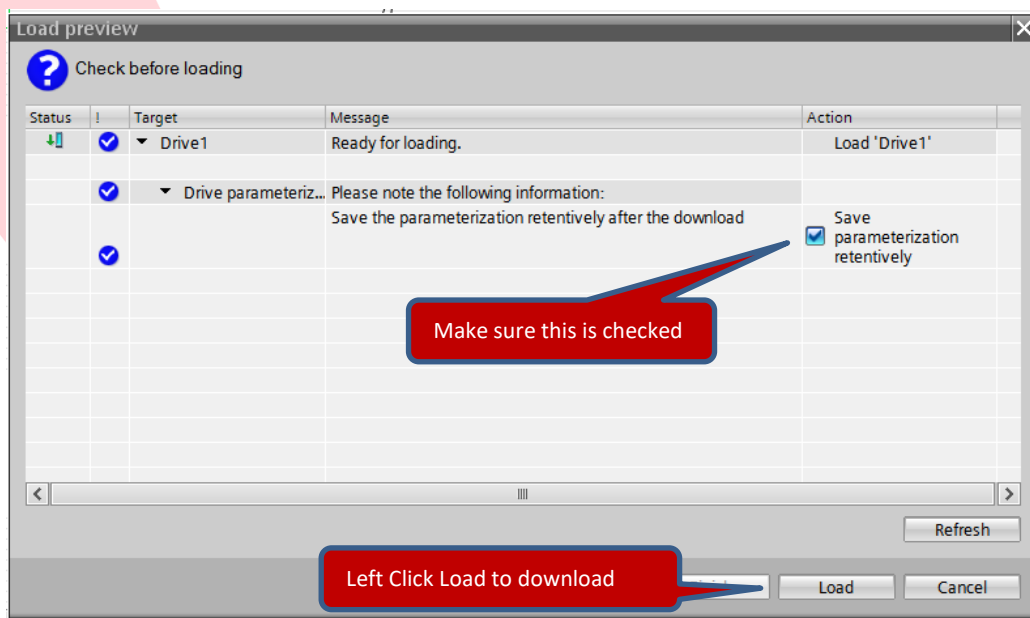 Load preview
Check before loading
Status ! Target Message Action
Drive1 Ready for loading. Load 'Drive1'
Drive parameteriz... Please note the following information:
Save the parameterization retentively after the download Save
parameterization
retentively
Make sure this is checked
Refresh
Left Click Load to download
Load Cancel